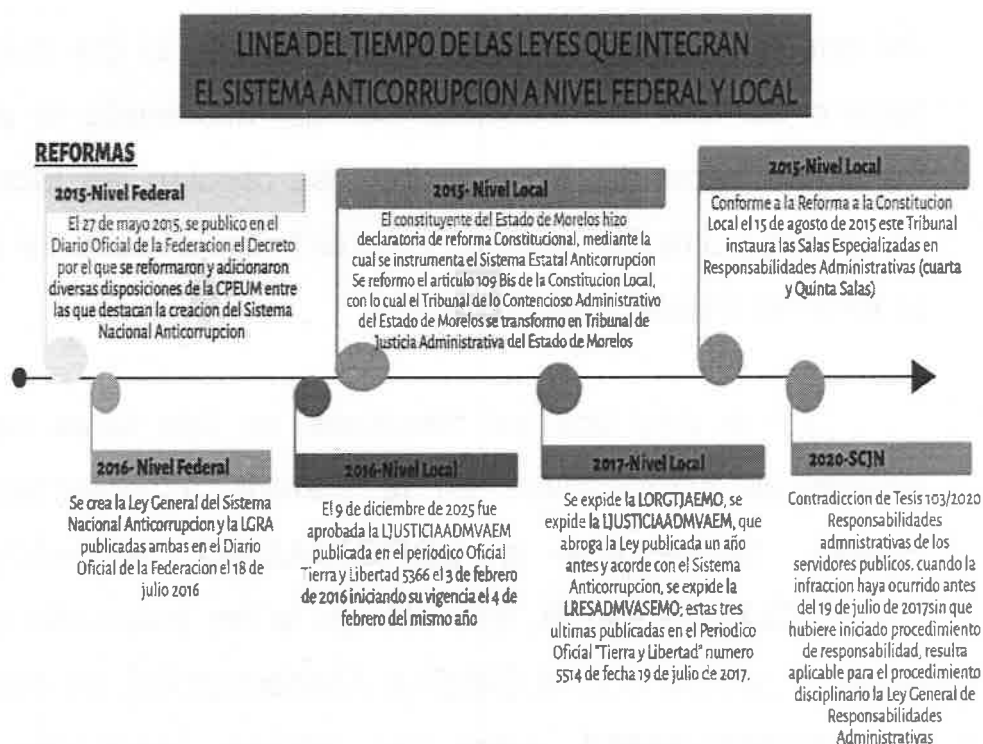 LINEA DEL TIEMPO DE LAS LEYES QUE INTEGRAN
EL SISTEMA ANTICORRUPCION A NIVEL FEDERAL Y LOCAL
REFORMAS
2015-Nivel Federal
El 27 de mayo 2015, se publico en el
Diario Oficial de la Federacion el Decreto
por el que se reformaron y adicionaron
diversas disposiciones de la CPEUM entre
las que destacan la creacion del Sistema
Nacional Anticorrupcion
2015- Nivel Local
El constituyente del Estado de Morelos hizo
declaratoria de reforma Constitucional, mediante la
cual se instrumenta el Sistema Estatal Anticorrupcion
Se reformo el articulo 109 Bis de la Constitucion Local,
con lo cual el Tribunal de lo Contencioso Administrativo
del Estado de Morelos se transformo en Tribunal de
Justicia Administrativa del Estado de Morelos
2015-Nivel Local
Conforme a la Reforma a la Constitucion
Local el 15 de agosto de 2015 este Tribunal
instaura las Salas Especializadas en
Responsabilidades Administrativas (cuarta
y Quinta Salas)
2016- Nivel Federal
Se crea la Ley General del Sistema
Nacional Anticorrupcion y la LGRA
publicadas ambas en el Diario
Oficial de la Federacion el 18 de
julio 2016
2016-Nivel Local
El 9 de diciembre de 2025 fue
aprobada la LJUSTICIAADMVAEM
publicada en el periodico Oficial
Tierra y Libertad 5366 el 3 de febrero
de 2016 iniciando su vigencia el 4 de
febrero del mismo año
2017-Nivel Local
Se expide la LORGTJAEMO, se
expide la LJUSTICIAADMVAEM, que
abroga la Ley publicada un año
antes y acorde con el Sistema
Anticorrupcion, se expide la
LRESADMVASEMO; estas tres
ultimas publicadas en el Periodico
Oficial "Tierra y Libertad" numero
5514 de fecha 19 de julio de 2017.
2020-SCJN
Contradiccion de Tesis 103/2020
Responsabilidades
admnistrativas de los
servidores publicos, cuando la
infraccion haya ocurrido antes
del 19 de julio de 2017sin que
hubiere iniciado procedimiento
de responsabilidad, resulta
aplicable para el procedimiento
disciplinario la Ley General de
Responsabilidades
Administrativas